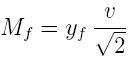 M_f = y_f \frac{v}{\sqrt{2}}